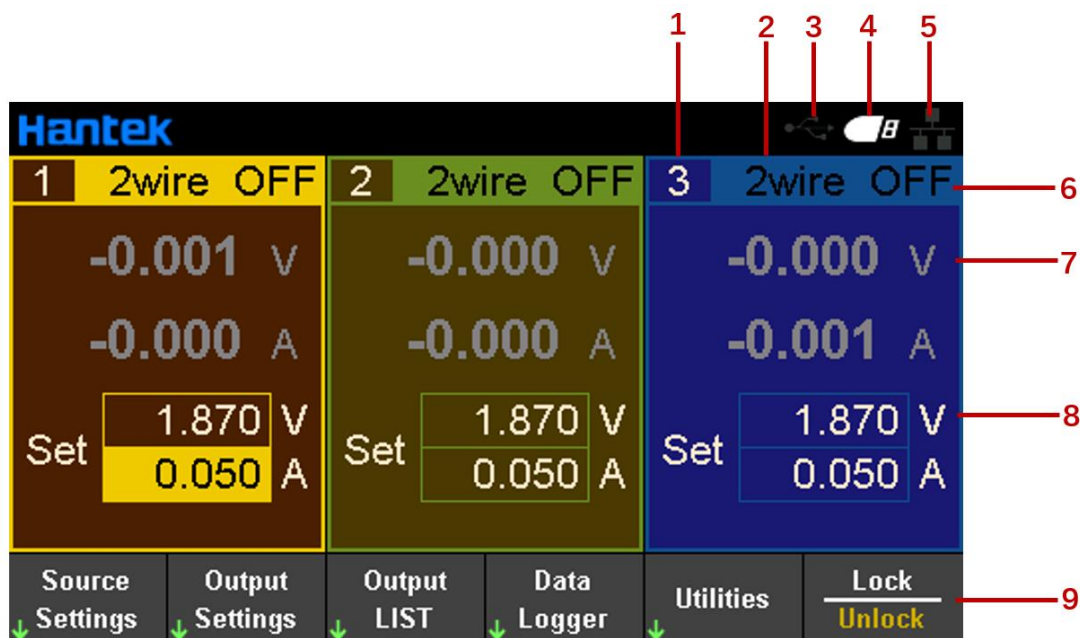 1 2 3 4 5
Hantek
1 2wire OFF 2 2wire OFF 3 2wire OFF 6
-0.001 V -0.000 V -0.000 V 7
-0.000 A -0.000 A -0.001 A
1.870 V 1.870 V 1.870 V 8
Set Set Set
0.050 A 0.050 A 0.050 A
Source Output Output Data Utilities Lock 9
Settings Settings LIST Logger Unlock